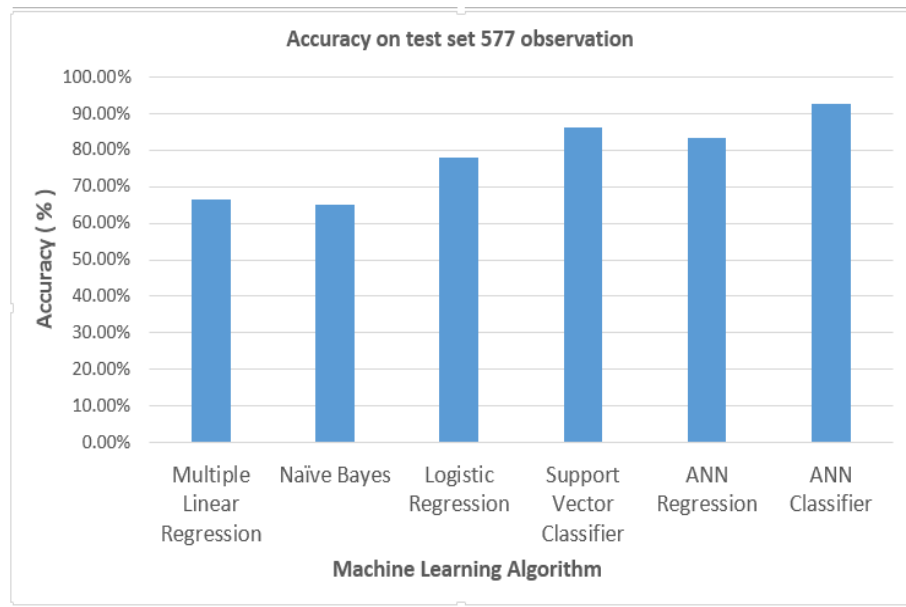 Accuracy on test set 577 observation
Accuracy ( % )
100.00%
90.00%
80.00%
70.00%
60.00%
50.00%
40.00%
30.00%
20.00%
10.00%
0.00%
Multiple
Linear
Regression
Naïve Bayes
Logistic
Regression
Support
Vector
Classifier
ANN
Regression
ANN
Classifier
Machine Learning Algorithm